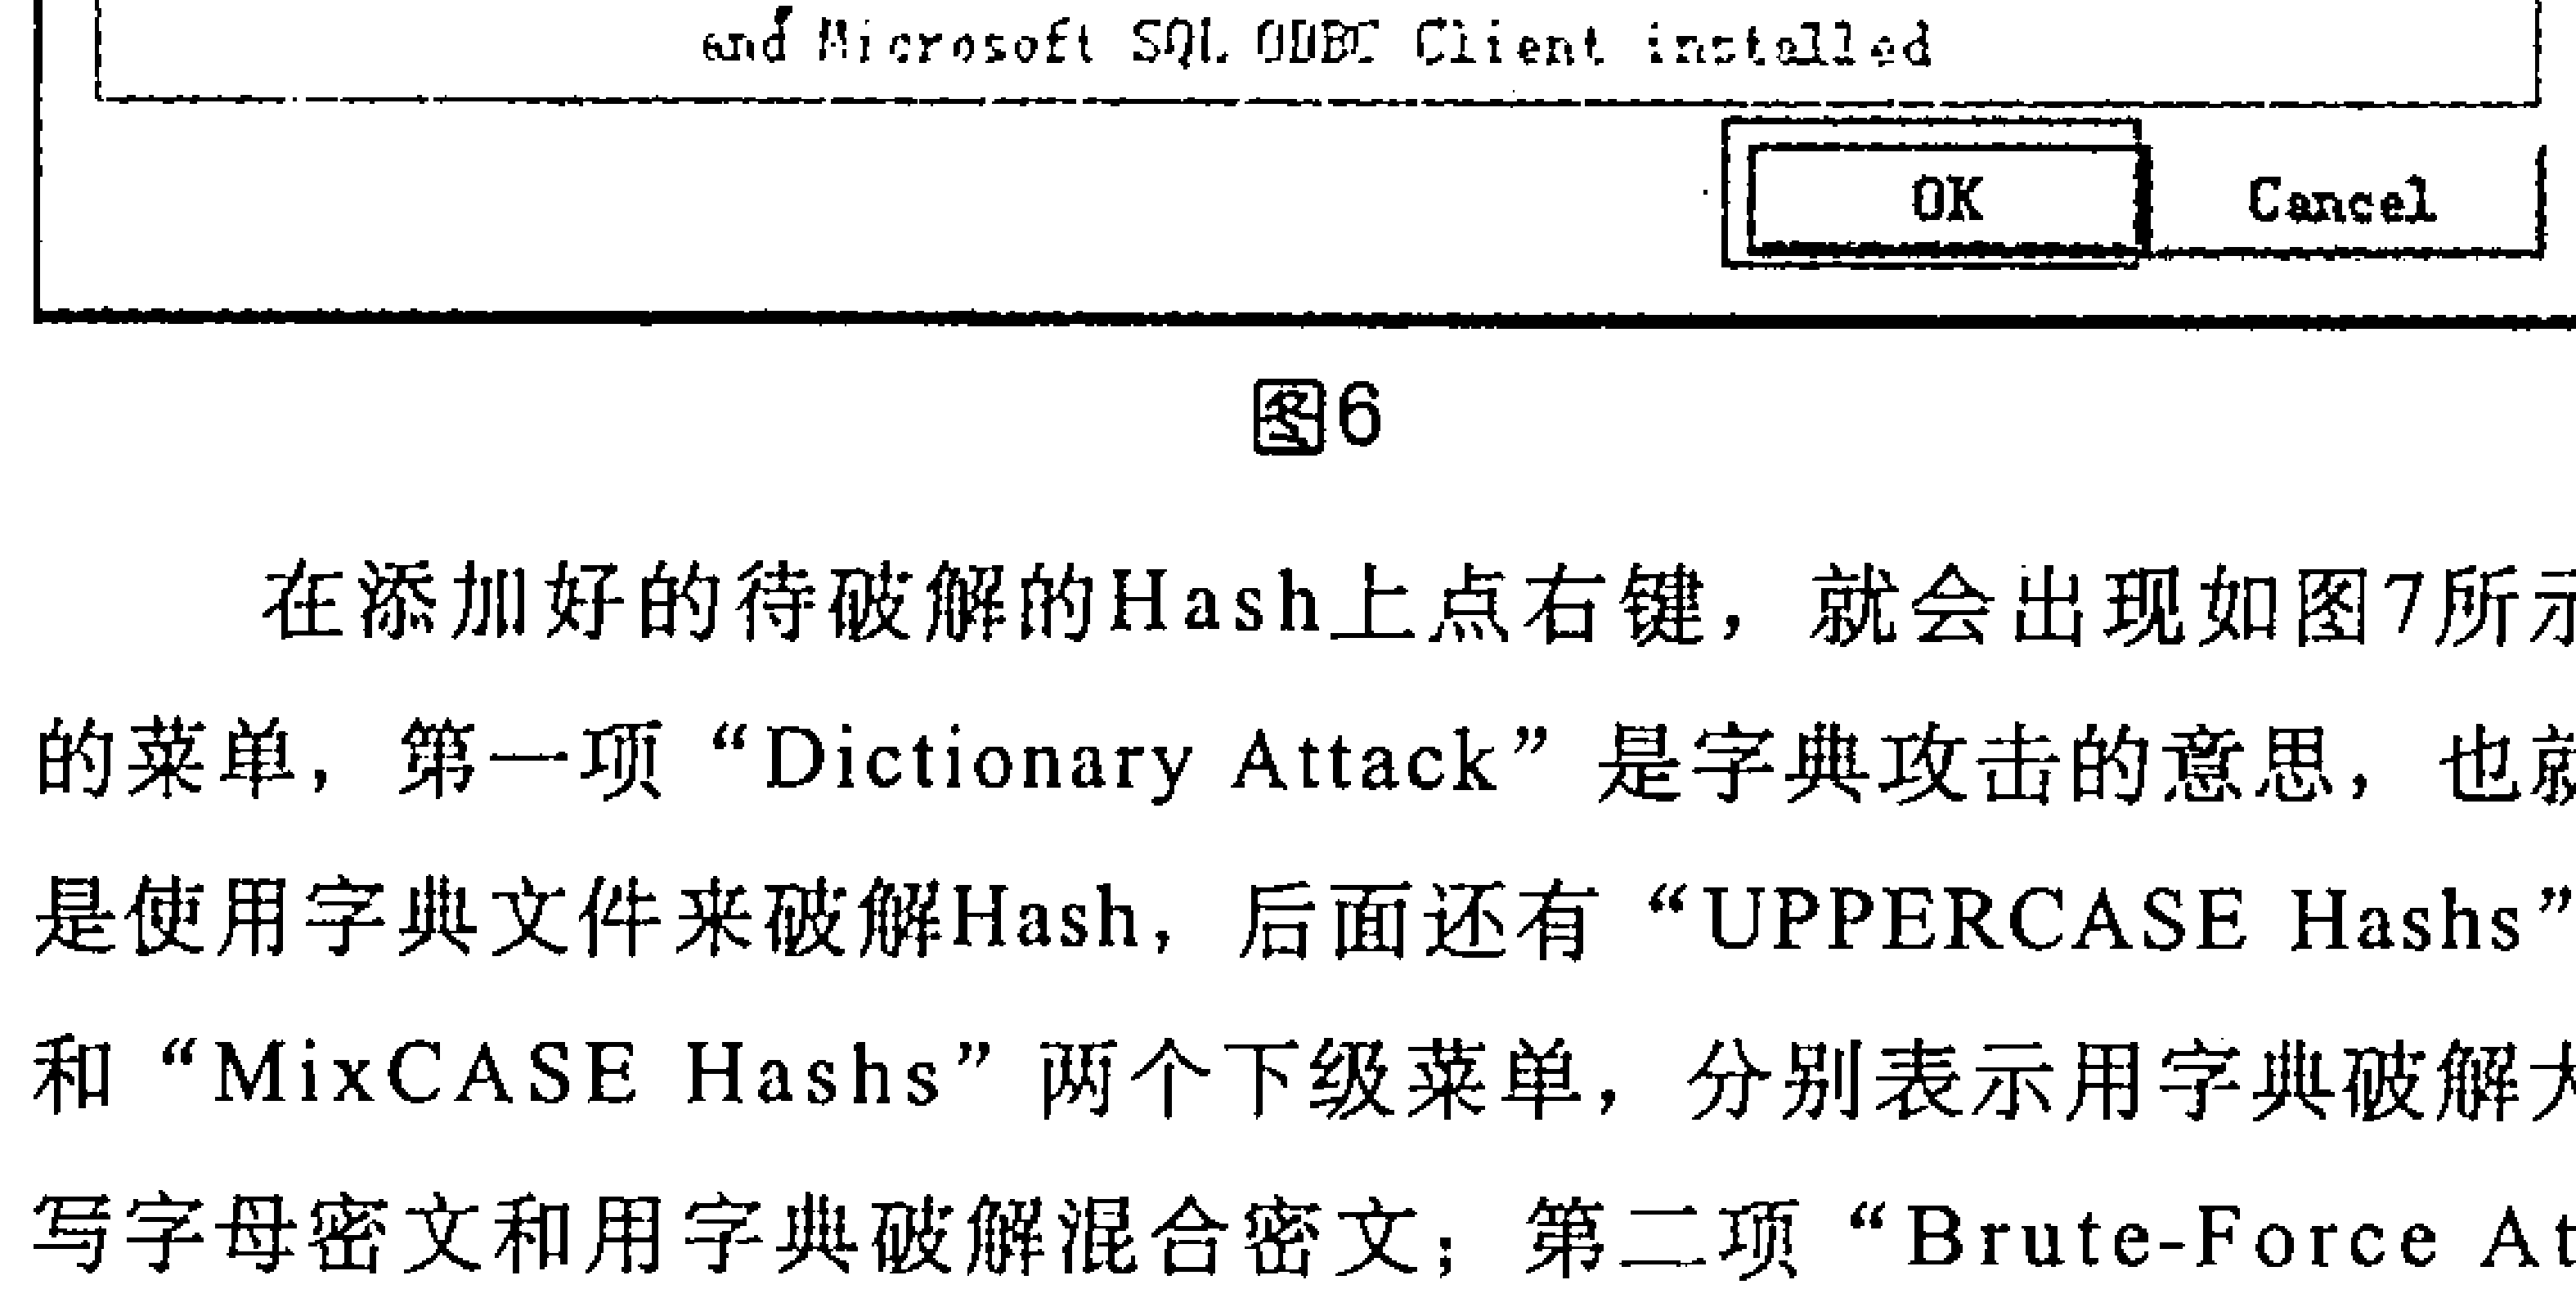 and Microsoft SQL ODBC Client installed
OK Cancel
图6
在添加好的待破解的Hash上点右键，就会出现如图7所示
的菜单，第一项“Dictionary Attack”是字典攻击的意思，也就
是使用字典文件来破解Hash，后面还有“UPPERCASE Hashs”
和“MixCASE Hashs”两个下级菜单，分别表示用字典破解大
写字母密文和用字典破解混合密文；第二项“Brute-Force At